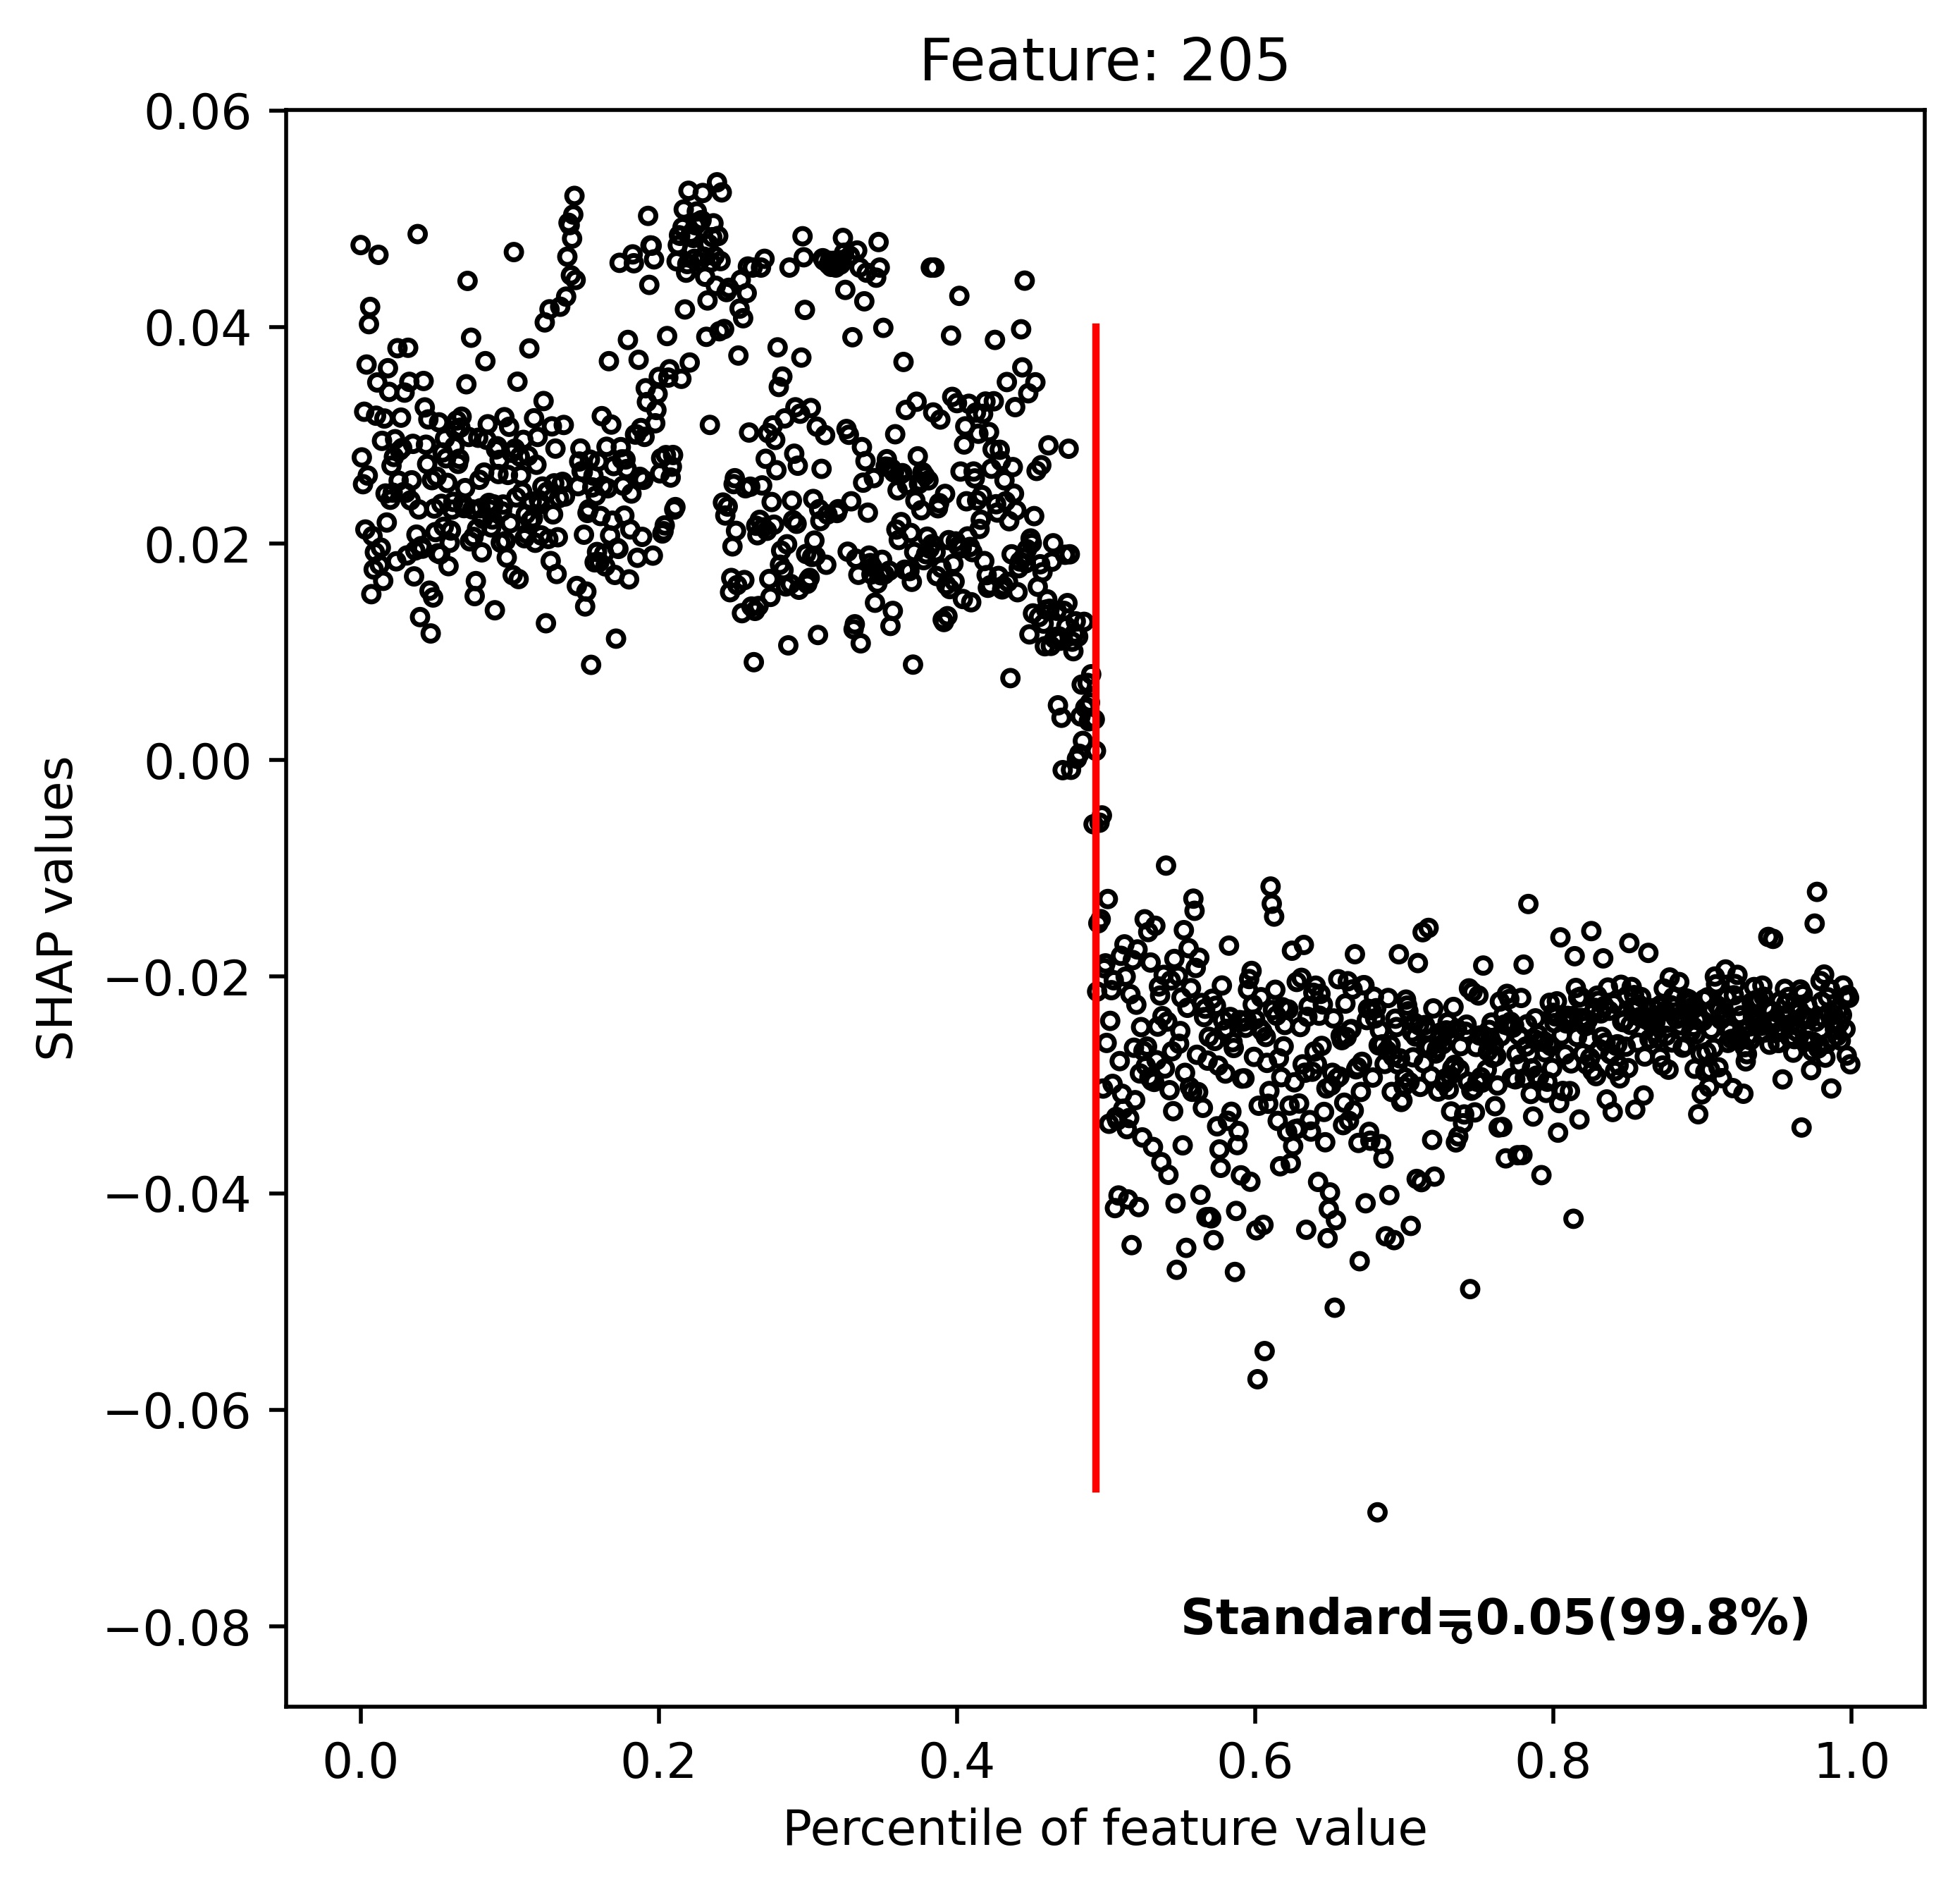 Feature: 205
0.06
0.04
0.02
0.00
−0.02
−0.04
−0.06
−0.08
SHAP values
Standard=0.05(99.8%)
0.0 0.2 0.4 0.6 0.8 1.0
Percentile of feature value